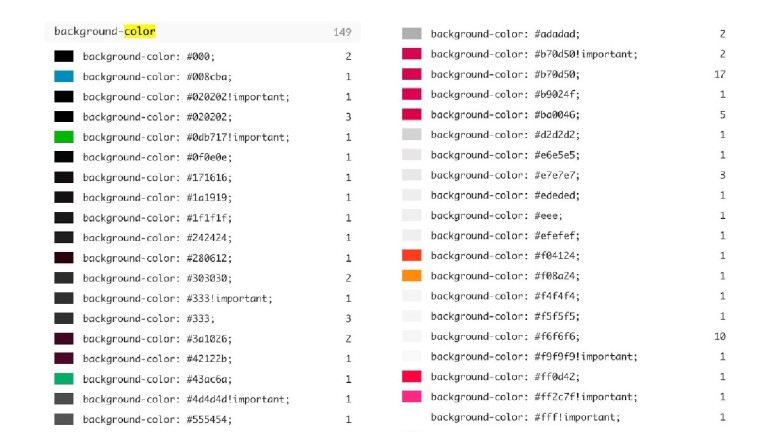 background-color 149
background-color: #000; 2
background-color: #008cba; 1
background-color: #020202!important; 1
background-color: #020202; 3
background-color: #0db717!important; 1
background-color: #0f0e0e; 1
background-color: #171616; 1
background-color: #1a1919; 1
background-color: #1f1f1f; 1
background-color: #242424; 1
background-color: #280612; 1
background-color: #303030; 2
background-color: #333!important; 1
background-color: #333; 3
background-color: #3a1026; 2
background-color: #42122b; 1
background-color: #43ac6a; 1
background-color: #4d4d4d!important; 1
background-color: #555454; 1
background-color: #adadad; 2
background-color: #b70d50!important; 2
background-color: #b70d50; 17
background-color: #b9024f; 1
background-color: #ba0046; 5
background-color: #d2d2d2; 1
background-color: #e6e5e5; 1
background-color: #e7e7e7; 3
background-color: #ededed; 1
background-color: #eee; 1
background-color: #efefef; 1
background-color: #f04124; 1
background-color: #f08a24; 1
background-color: #f4f4f4; 1
background-color: #f5f5f5; 1
background-color: #f6f6f6; 10
background-color: #f9f9f9!important; 1
background-color: #ff0d42; 1
background-color: #ff2c7f!important; 1
background-color: #fff!important; 1